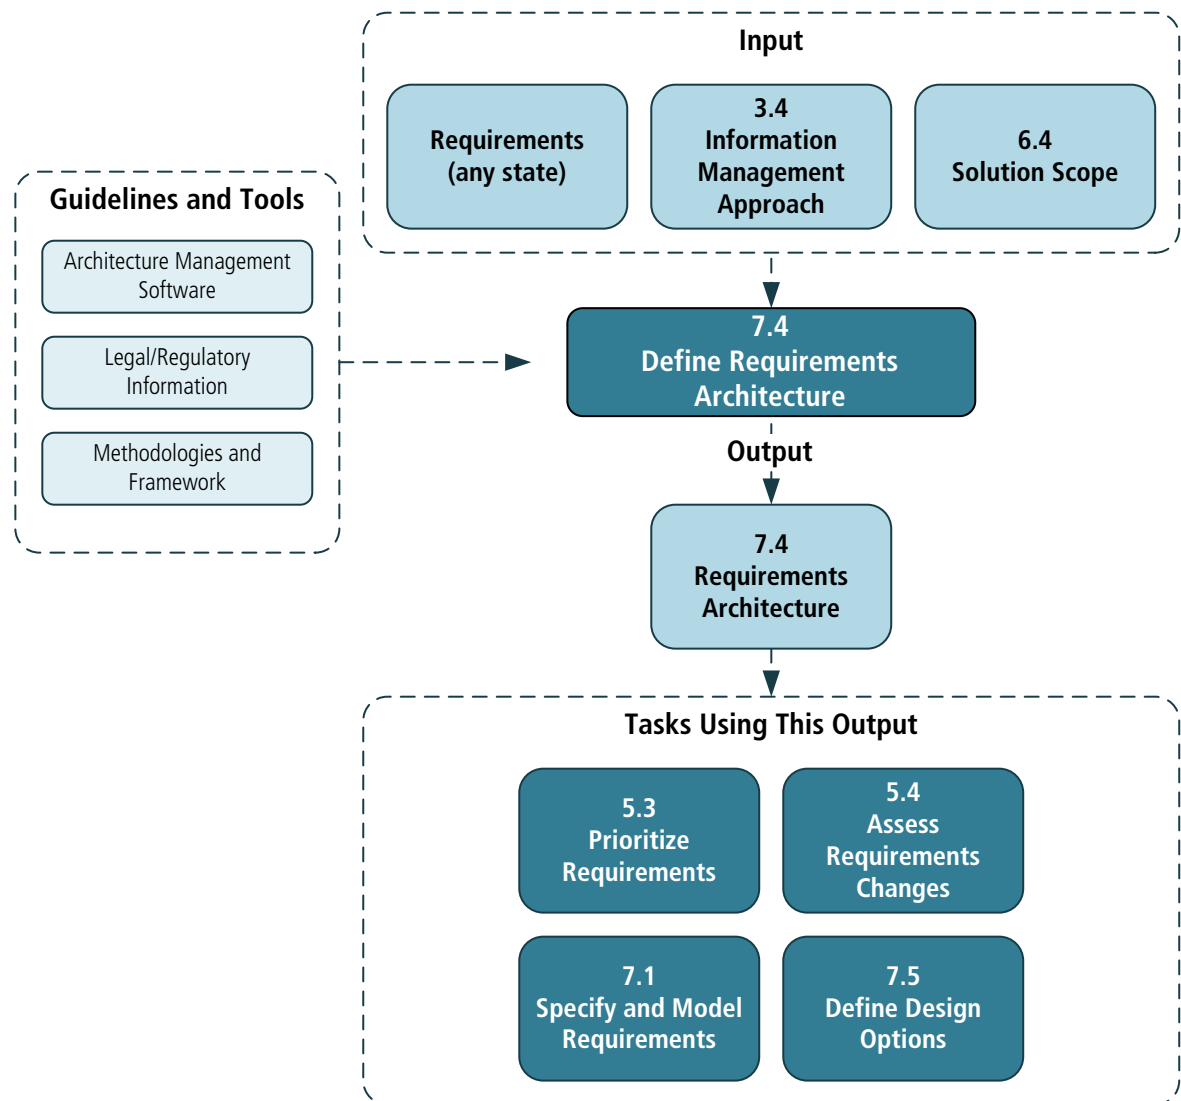 Input
Requirements
(any state)
3.4
Information
Management
Approach
6.4
Solution Scope
Guidelines and Tools
Architecture Management
Software
Legal/Regulatory
Information
Methodologies and
Framework
7.4
Define Requirements
Architecture
Output
7.4
Requirements
Architecture
Tasks Using This Output
5.3
Prioritize
Requirements
5.4
Assess
Requirements
Changes
7.1
Specify and Model
Requirements
7.5
Define Design
Options